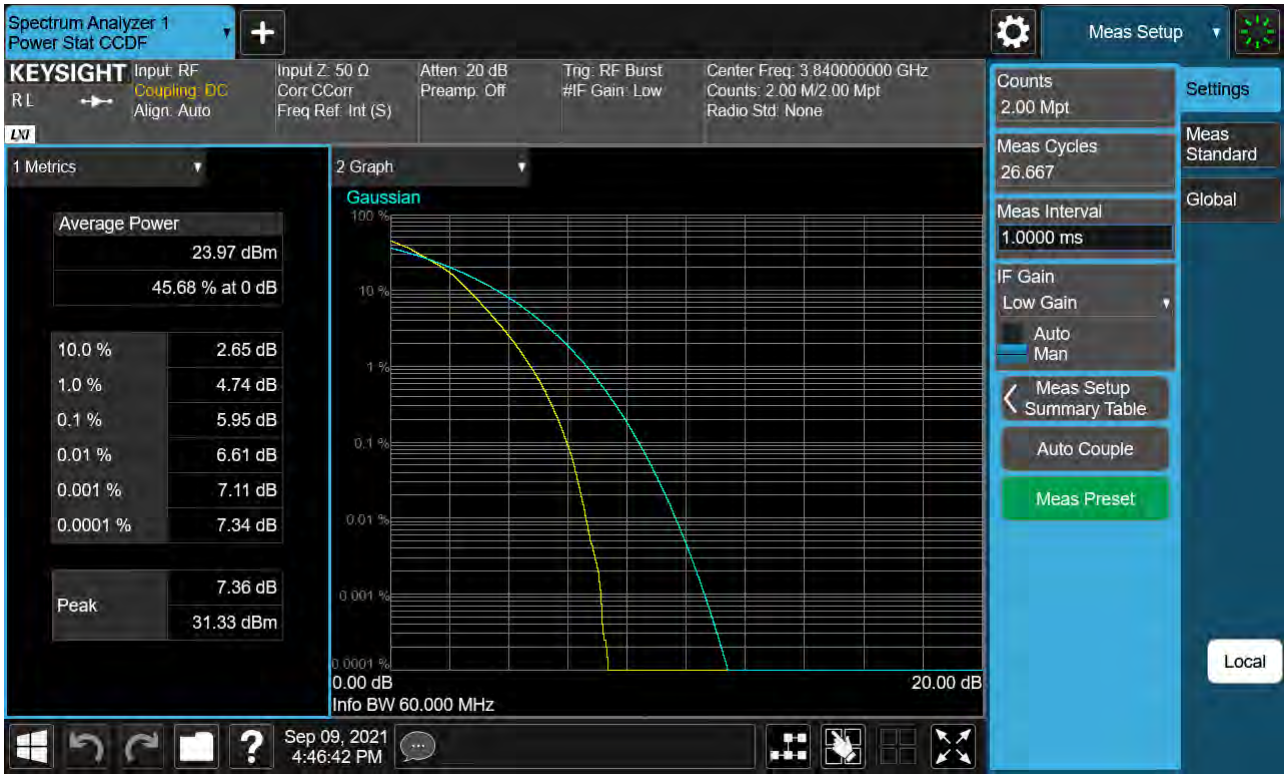 Spectrum Analyzer 1
Power Stat CCDF
+
Meas Setup
KEYSIGHT
RL
LXI
Input: RF
Coupling: DC
Align: Auto
Input Z: 50 Ω
Corr CCorr
Freq Ref: Int (S)
Atten: 20 dB
Preamp: Off
Trig: RF Burst
#IF Gain: Low
Center Freq: 3.840000000 GHz
Counts: 2.00 M/2.00 Mpt
Radio Std: None
1 Metrics
Average Power
23.97 dBm
45.68 % at 0 dB
10.0 % 2.65 dB
1.0 % 4.74 dB
0.1 % 5.95 dB
0.01 % 6.61 dB
0.001 % 7.11 dB
0.0001 % 7.34 dB
Peak
7.36 dB
31.33 dBm
2 Graph
Gaussian
100 %
10 %
1 %
0.1 %
0.01 %
0.001 %
0.0001 %
0.00 dB 20.00 dB
Info BW 60.000 MHz
Counts
2.00 Mpt
Meas Cycles
26.667
Meas Interval
1.0000 ms
IF Gain
Low Gain
Auto
Man
Meas Setup
Summary Table
Auto Couple
Meas Preset
Settings
Meas
Standard
Global
Local
?
Sep 09, 2021
4:46:42 PM